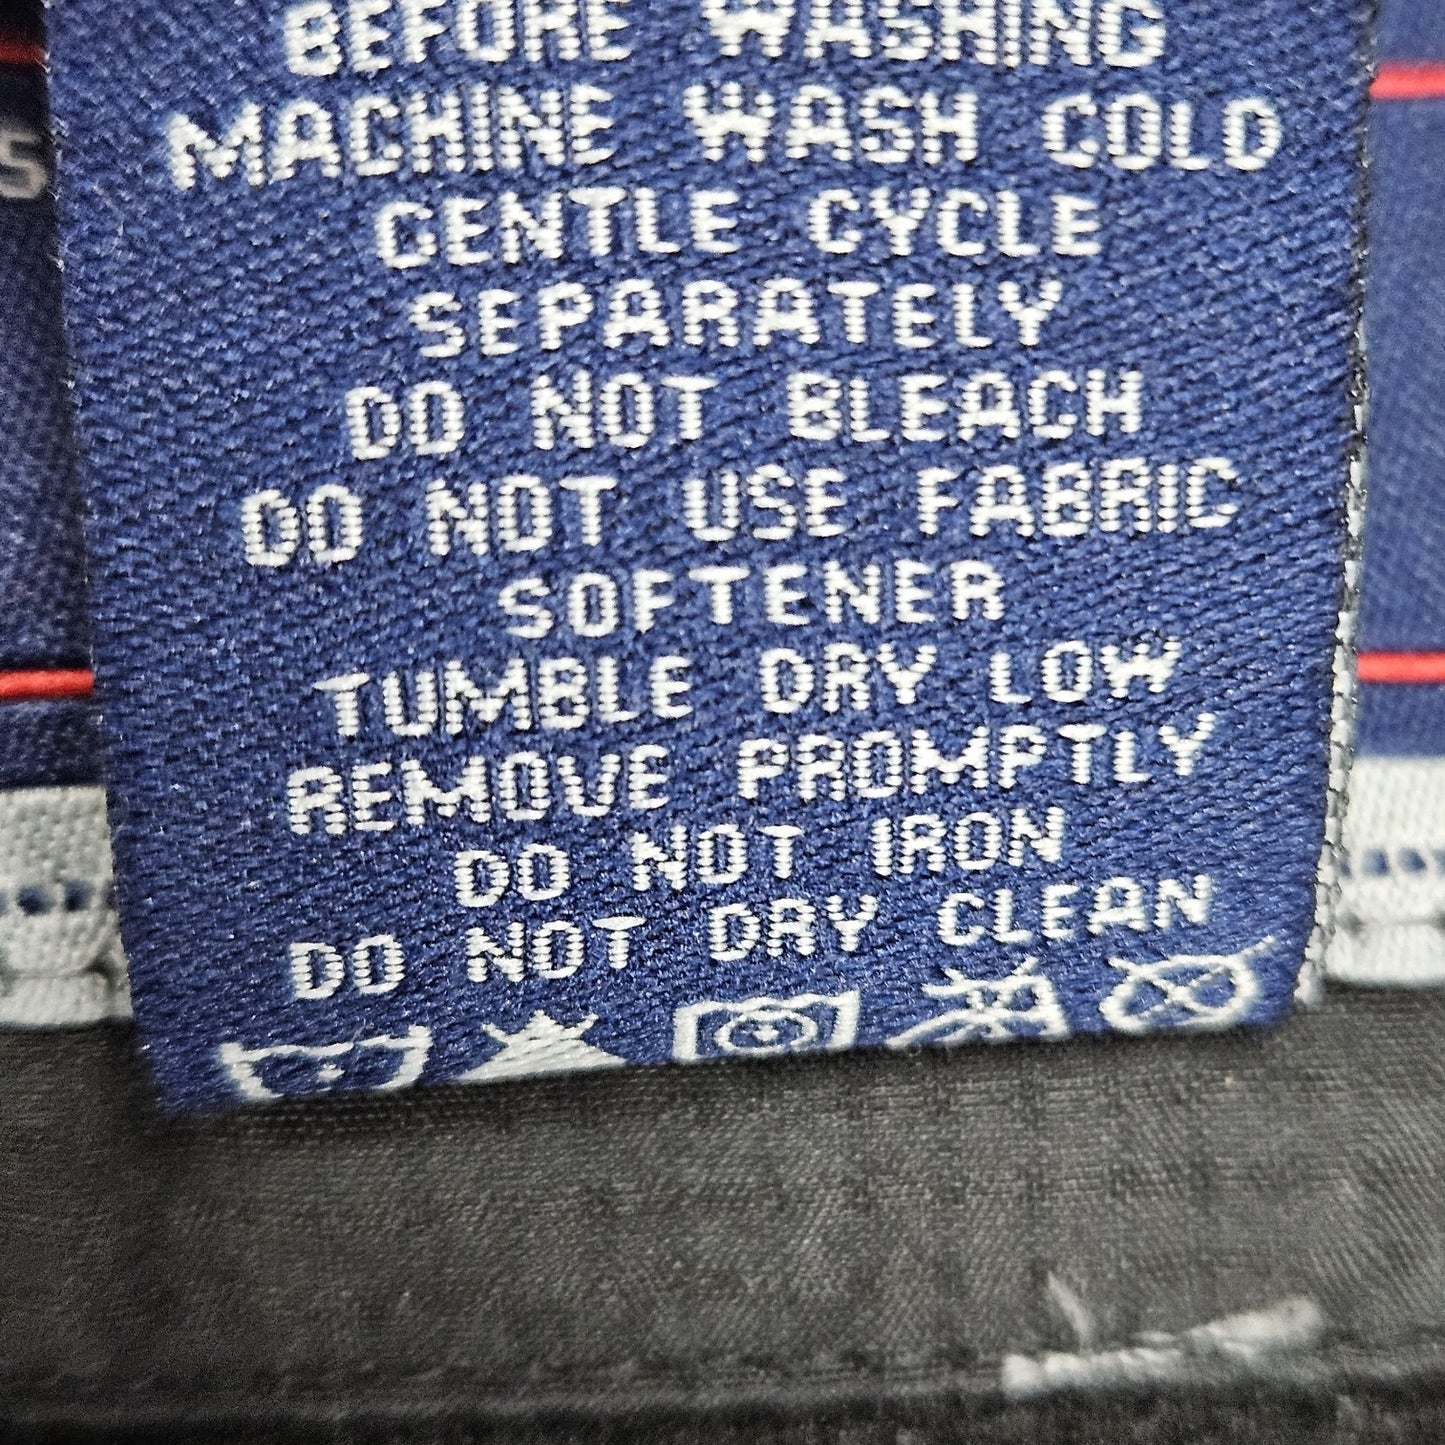 BEFORE WASHING
MACHINE WASH COLD
GENTLE CYCLE
SEPARATELY
DO NOT BLEACH
DO NOT USE FABRIC
SOFTENER
TUMBLE DRY LOW
REMOVE PROMPTLY
DO NOT IRON
DO NOT DRY CLEAN
S